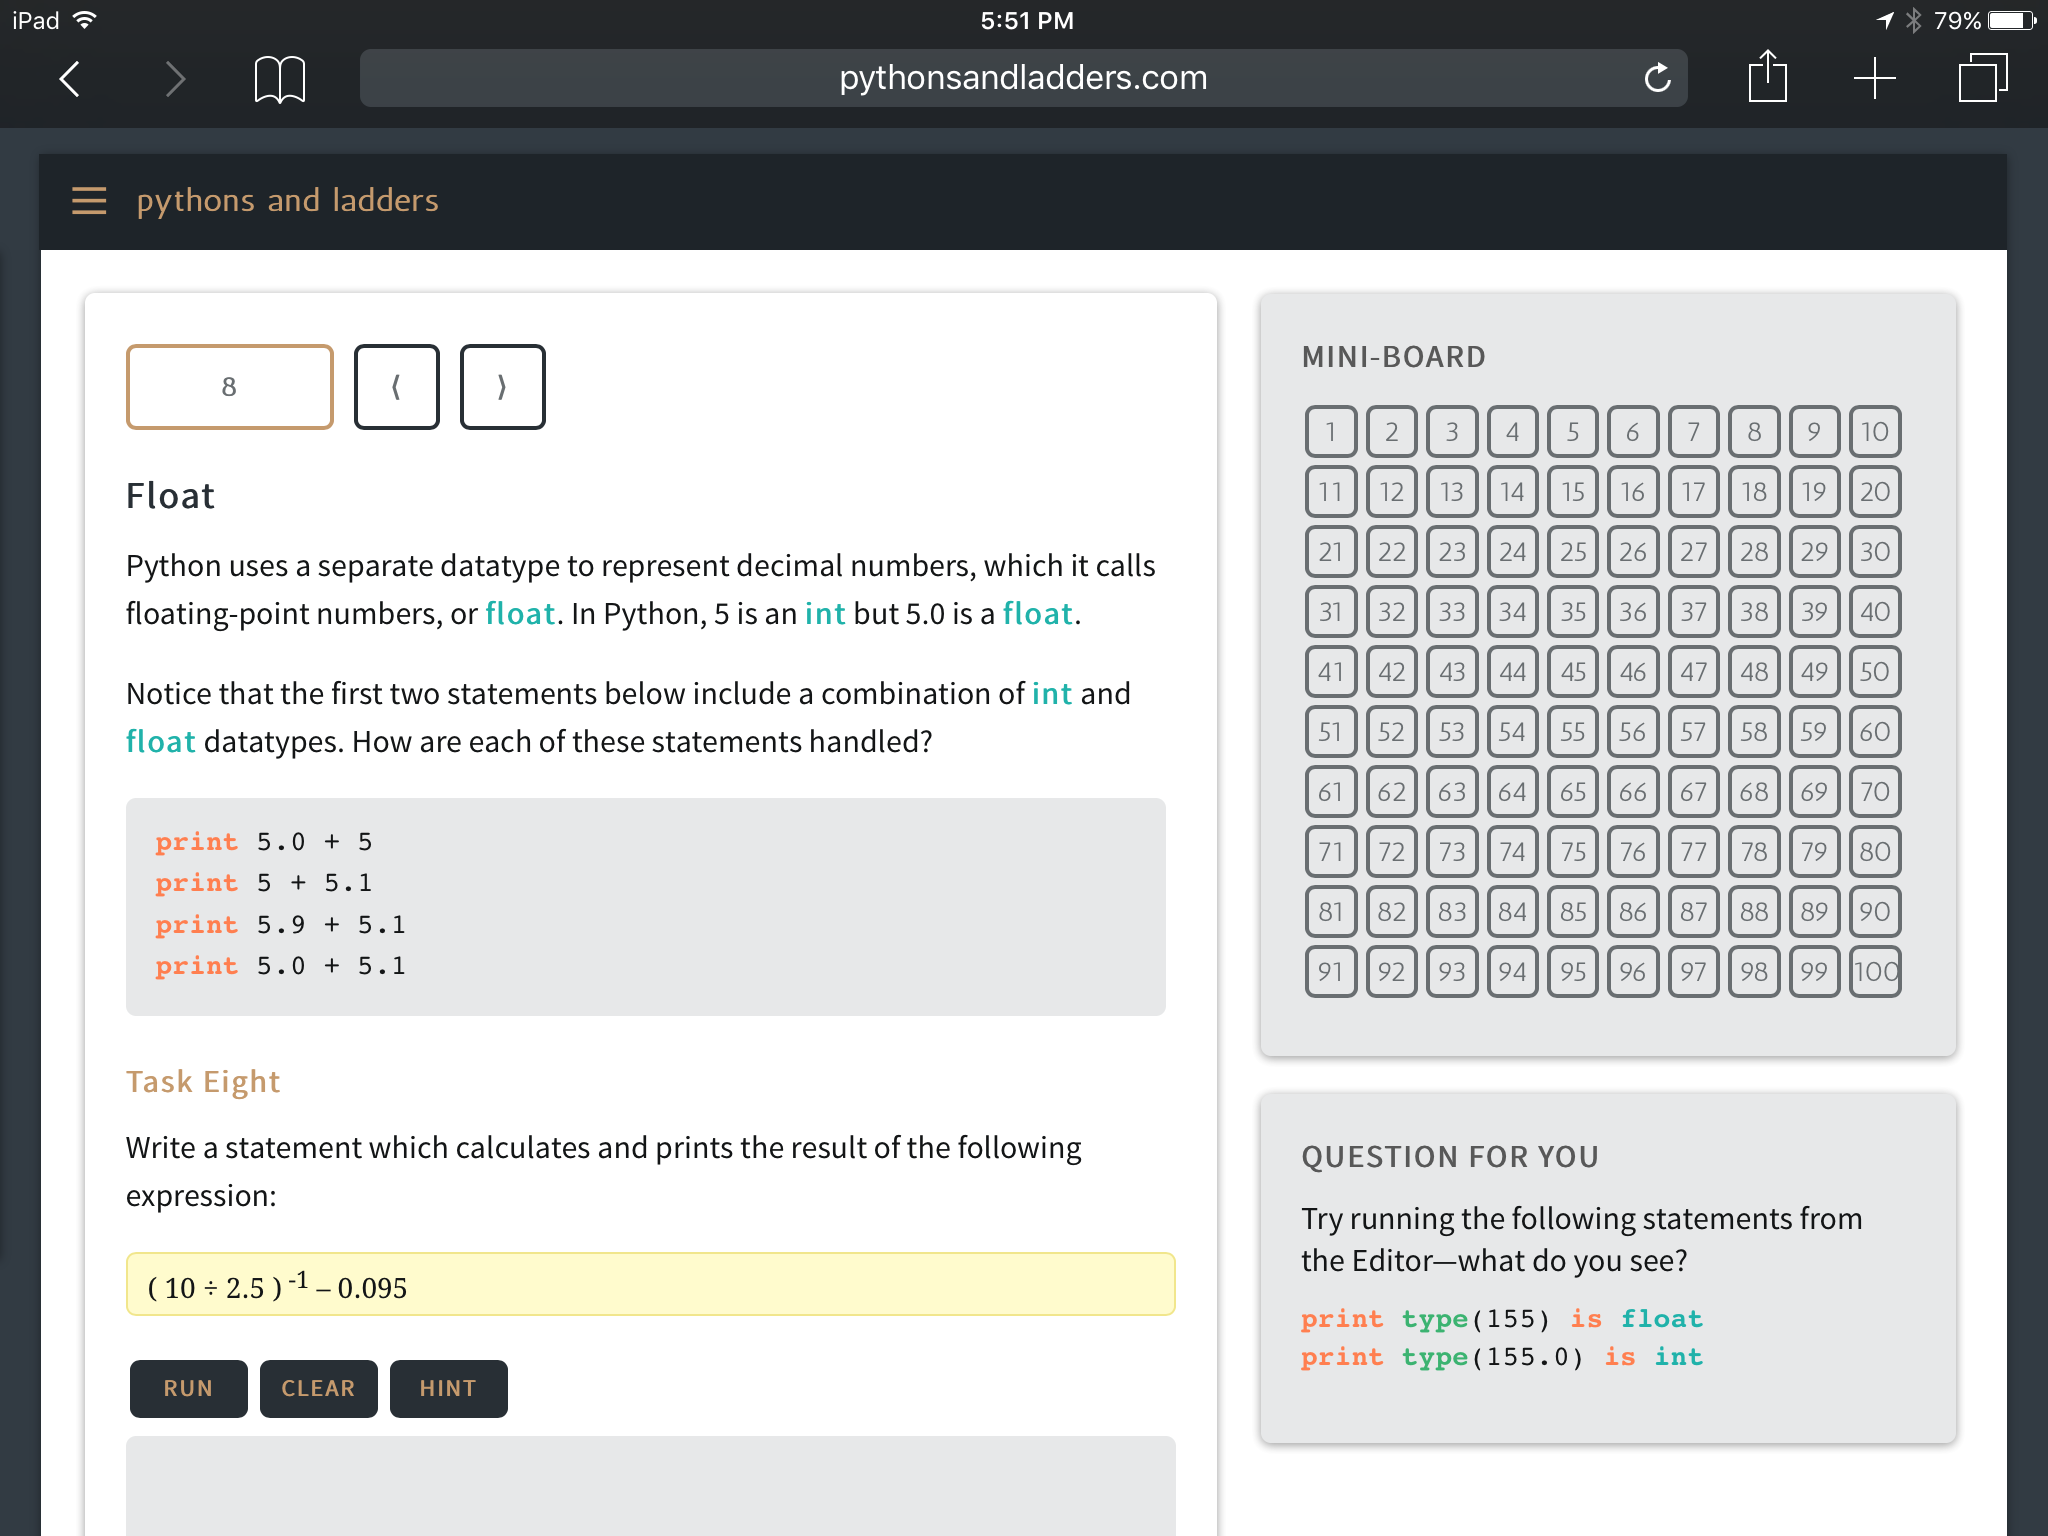 iPad
5:51 PM
79%
pythonsandladders.com
pythons and ladders
8
⟨
⟩
Float
Python uses a separate datatype to represent decimal numbers, which it calls
floating-point numbers, or float. In Python, 5 is an int but 5.0 is a float.
Notice that the first two statements below include a combination of int and
float datatypes. How are each of these statements handled?
print 5.0 + 5
print 5 + 5.1
print 5.9 + 5.1
print 5.0 + 5.1
Task Eight
Write a statement which calculates and prints the result of the following
expression:
( 10 ÷ 2.5 ) -1 – 0.095
RUN CLEAR HINT
MINI-BOARD
1 2 3 4 5 6 7 8 9 10
11 12 13 14 15 16 17 18 19 20
21 22 23 24 25 26 27 28 29 30
31 32 33 34 35 36 37 38 39 40
41 42 43 44 45 46 47 48 49 50
51 52 53 54 55 56 57 58 59 60
61 62 63 64 65 66 67 68 69 70
71 72 73 74 75 76 77 78 79 80
81 82 83 84 85 86 87 88 89 90
91 92 93 94 95 96 97 98 99 100
QUESTION FOR YOU
Try running the following statements from
the Editor—what do you see?
print type(155) is float
print type(155.0) is int